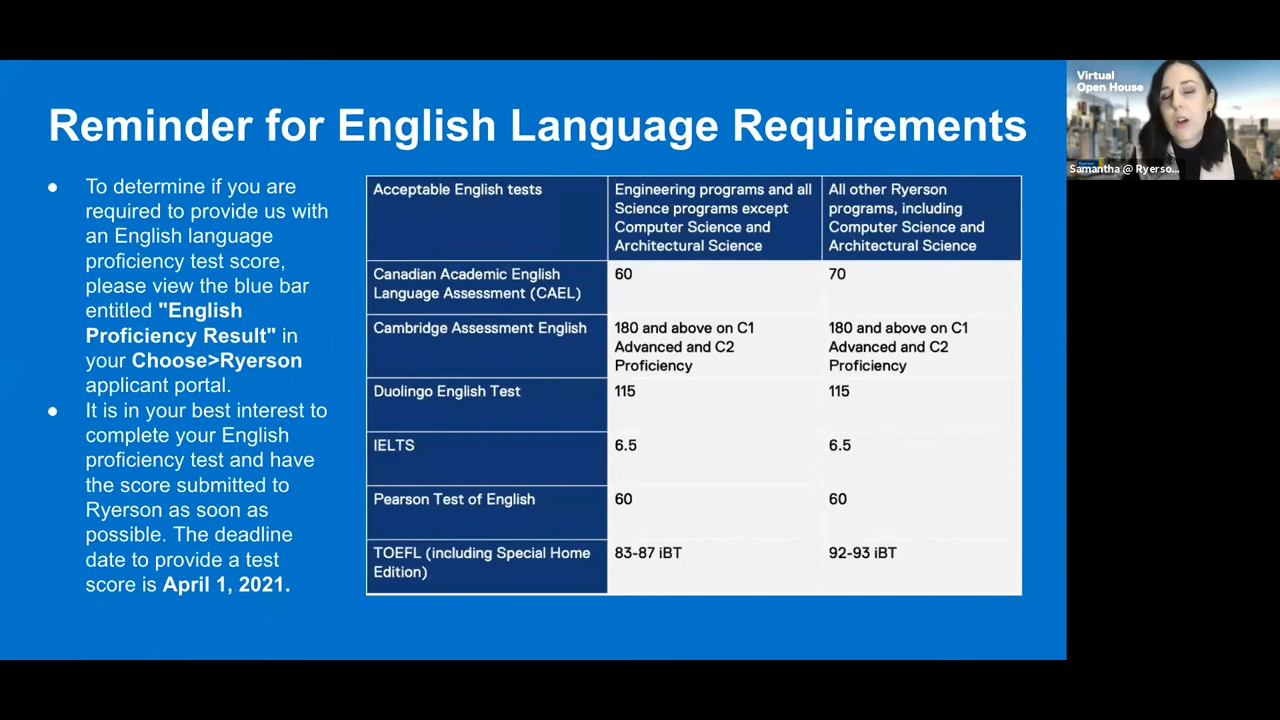 Reminder for English Language Requirements
● To determine if you are
required to provide us with
an English language
proficiency test score,
please view the blue bar
entitled "English
Proficiency Result" in
your Choose>Ryerson
applicant portal.
● It is in your best interest to
complete your English
proficiency test and have
the score submitted to
Ryerson as soon as
possible. The deadline
date to provide a test
score is April 1, 2021.
Acceptable English tests
Engineering programs and all
Science programs except
Computer Science and
Architectural Science
All other Ryerson
programs, including
Computer Science and
Architectural Science
Canadian Academic English
Language Assessment (CAEL)
60
70
Cambridge Assessment English
180 and above on C1
Advanced and C2
Proficiency
180 and above on C1
Advanced and C2
Proficiency
Duolingo English Test
115
115
IELTS
6.5
6.5
Pearson Test of English
60
60
TOEFL (including Special Home
Edition)
83-87 iBT
92-93 iBT
Virtual
Open House
Samantha @ Ryerso...